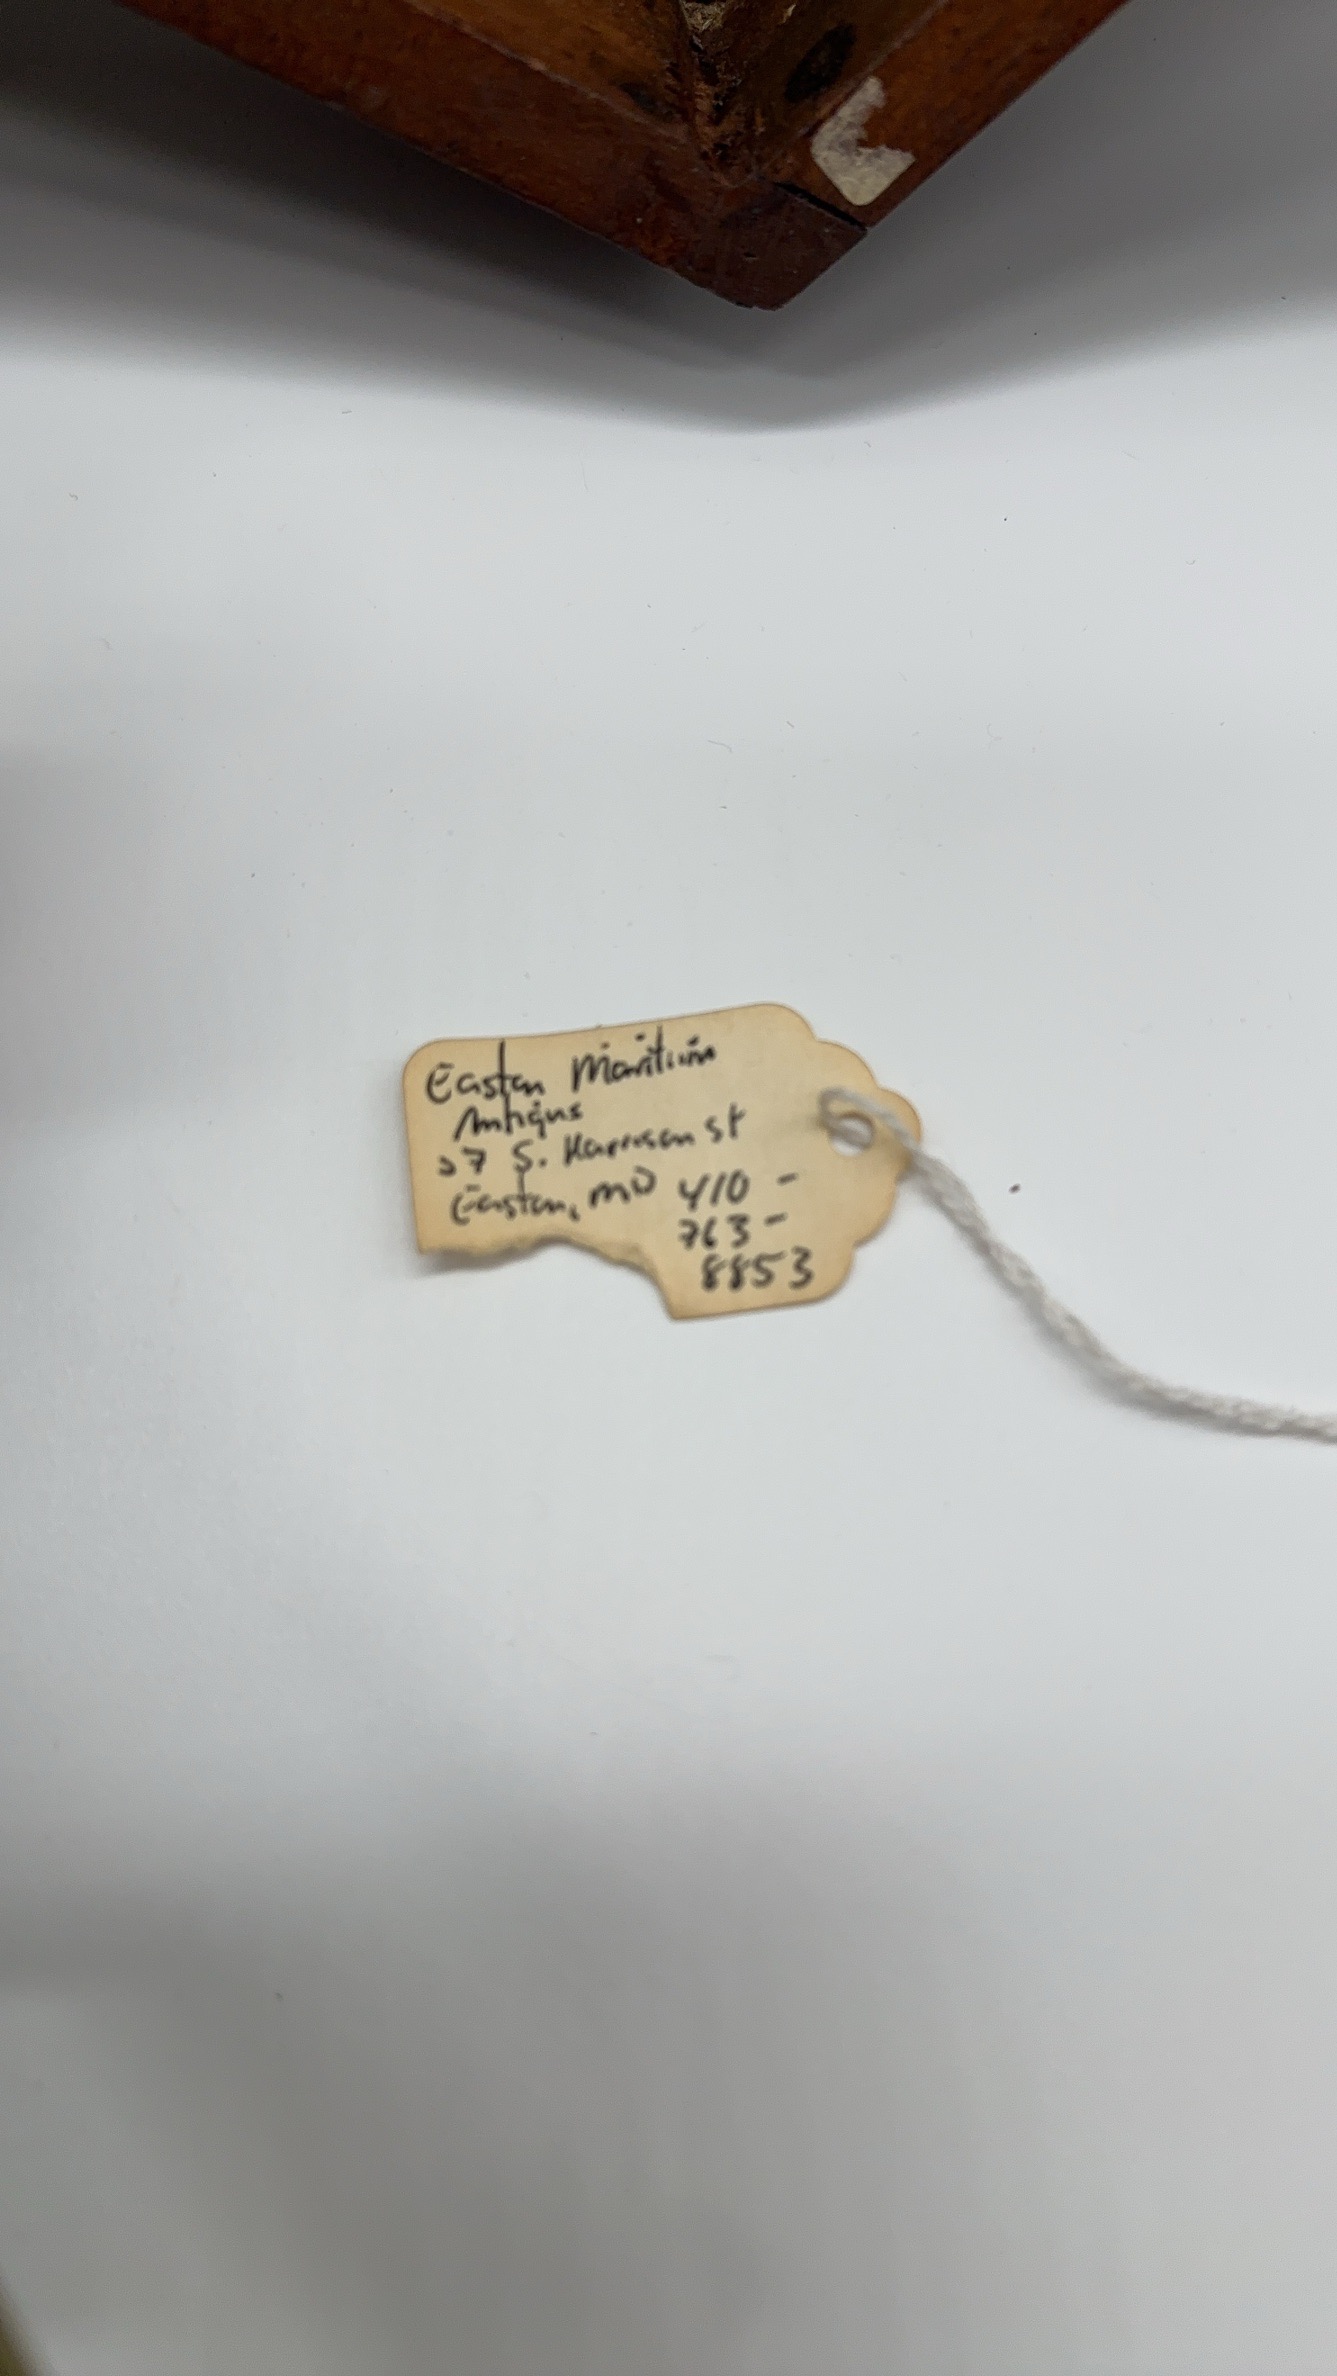 Easton Maritime
Antiques
27 S. Harrison St
Easton, MD 410-
763-
8853